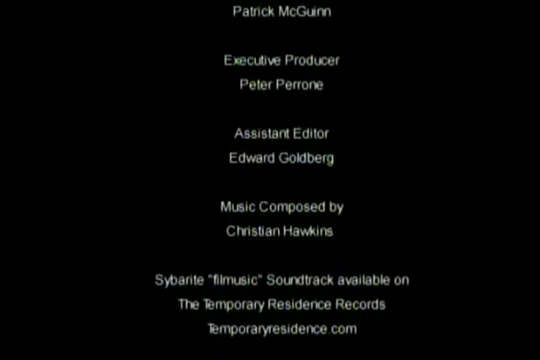 Patrick McGuinn
Executive Producer
Peter Perrone
Assistant Editor
Edward Goldberg
Music Composed by
Christian Hawkins
Sybarite "filmusic" Soundtrack available on
The Temporary Residence Records
Temporaryresidence.com